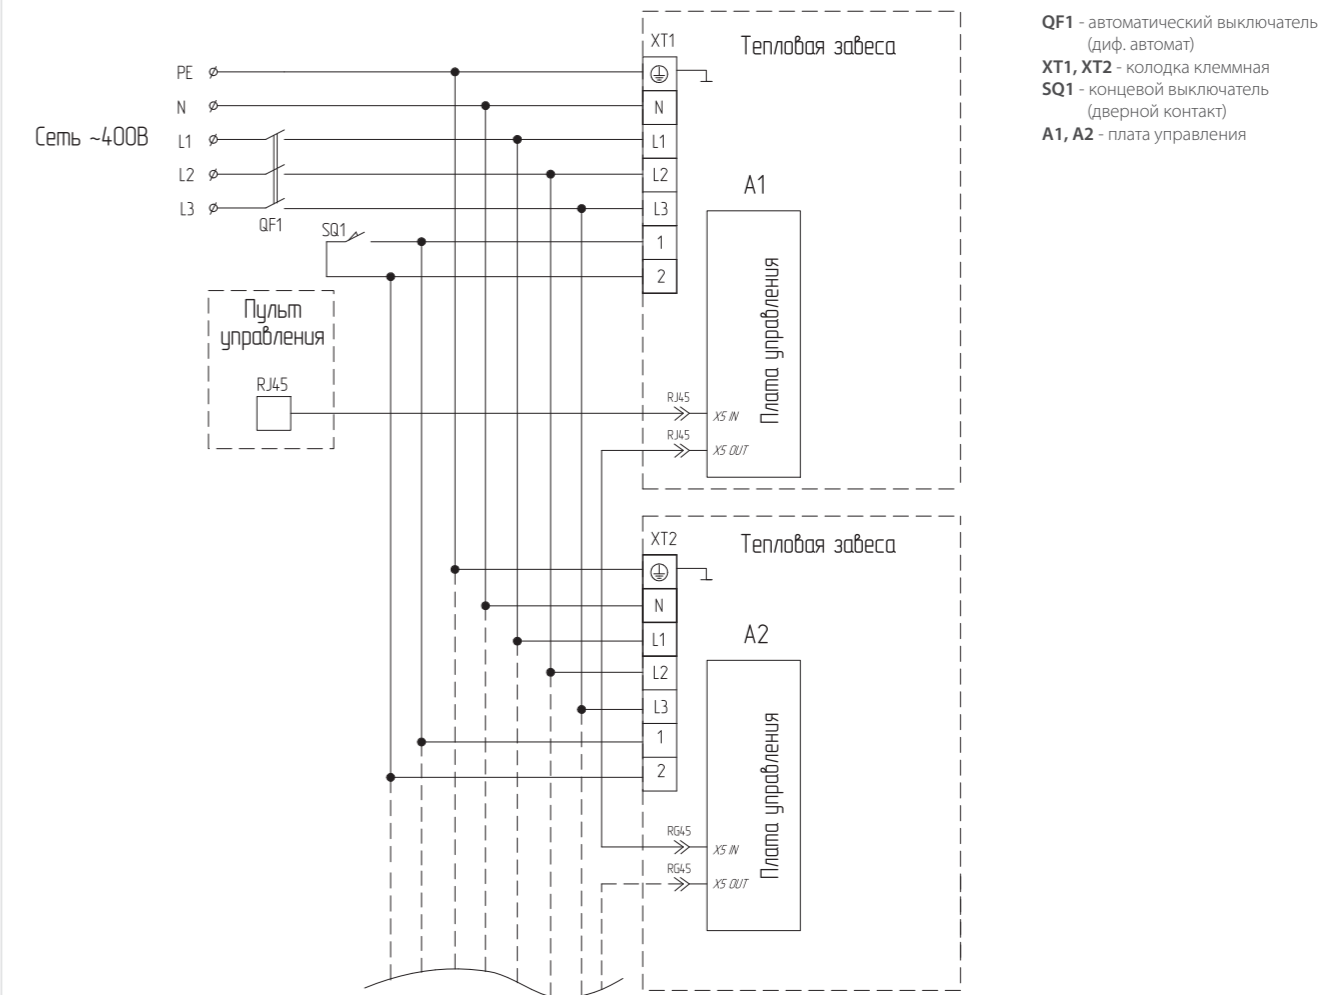 QF1 - автоматический выключатель
(диф. автомат)
XT1, XT2 - колодка клеммная
SQ1 - концевой выключатель
(дверной контакт)
A1, A2 - плата управления
XT1
Тепловая завеса
PE
N
Сеть ~400В
L1
L2
L3
QF1
N
L1
L2
L3
1
2
SQ1
A1
Плата управления
Пульт
управления
RJ45
RJ45
X5 IN
RJ45
X5 OUT
XT2
Тепловая завеса
N
L1
L2
L3
1
2
A2
Плата управления
RG45
X5 IN
RG45
X5 OUT